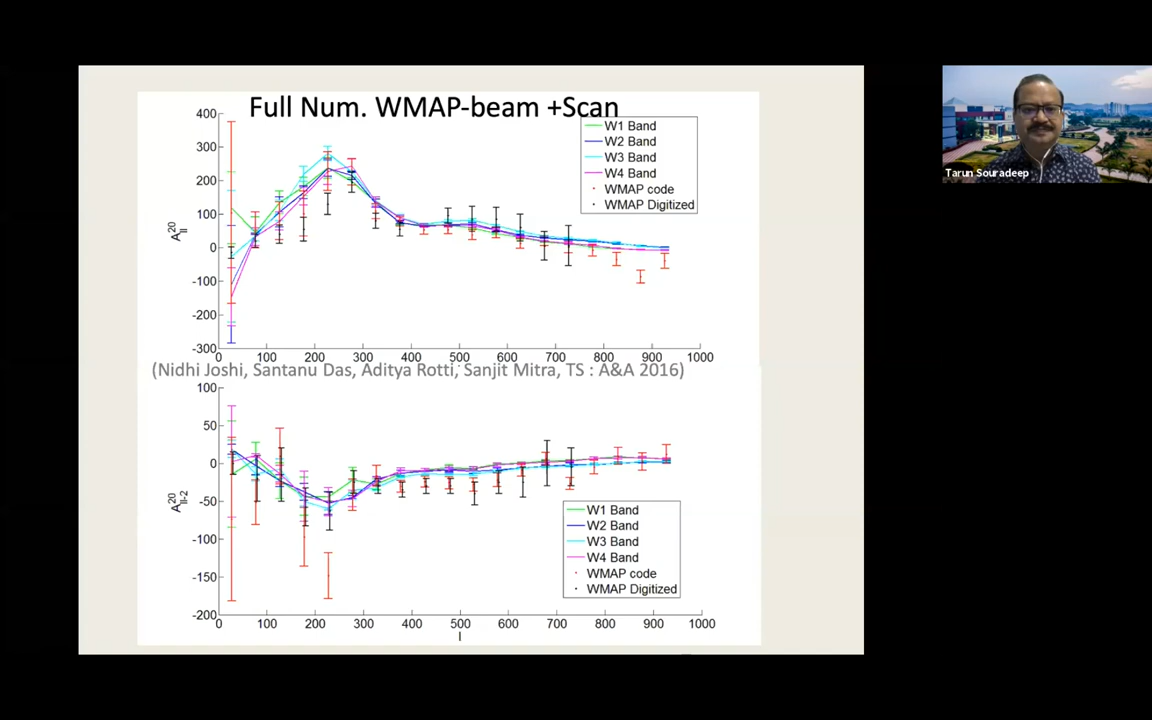 Full Num. WMAP-beam +Scan
400
300
200
100
0
-100
-200
-300
A^20_ll
W1 Band
W2 Band
W3 Band
W4 Band
WMAP code
WMAP Digitized
0 100 200 300 400 500 600 700 800 900 1000
(Nidhi Joshi, Santanu Das, Aditya Rotti, Sanjit Mitra, TS : A&A 2016)
100
50
0
-50
-100
-150
-200
A^20_ll-2
W1 Band
W2 Band
W3 Band
W4 Band
WMAP code
WMAP Digitized
0 100 200 300 400 500 600 700 800 900 1000
l
Tarun Souradeep